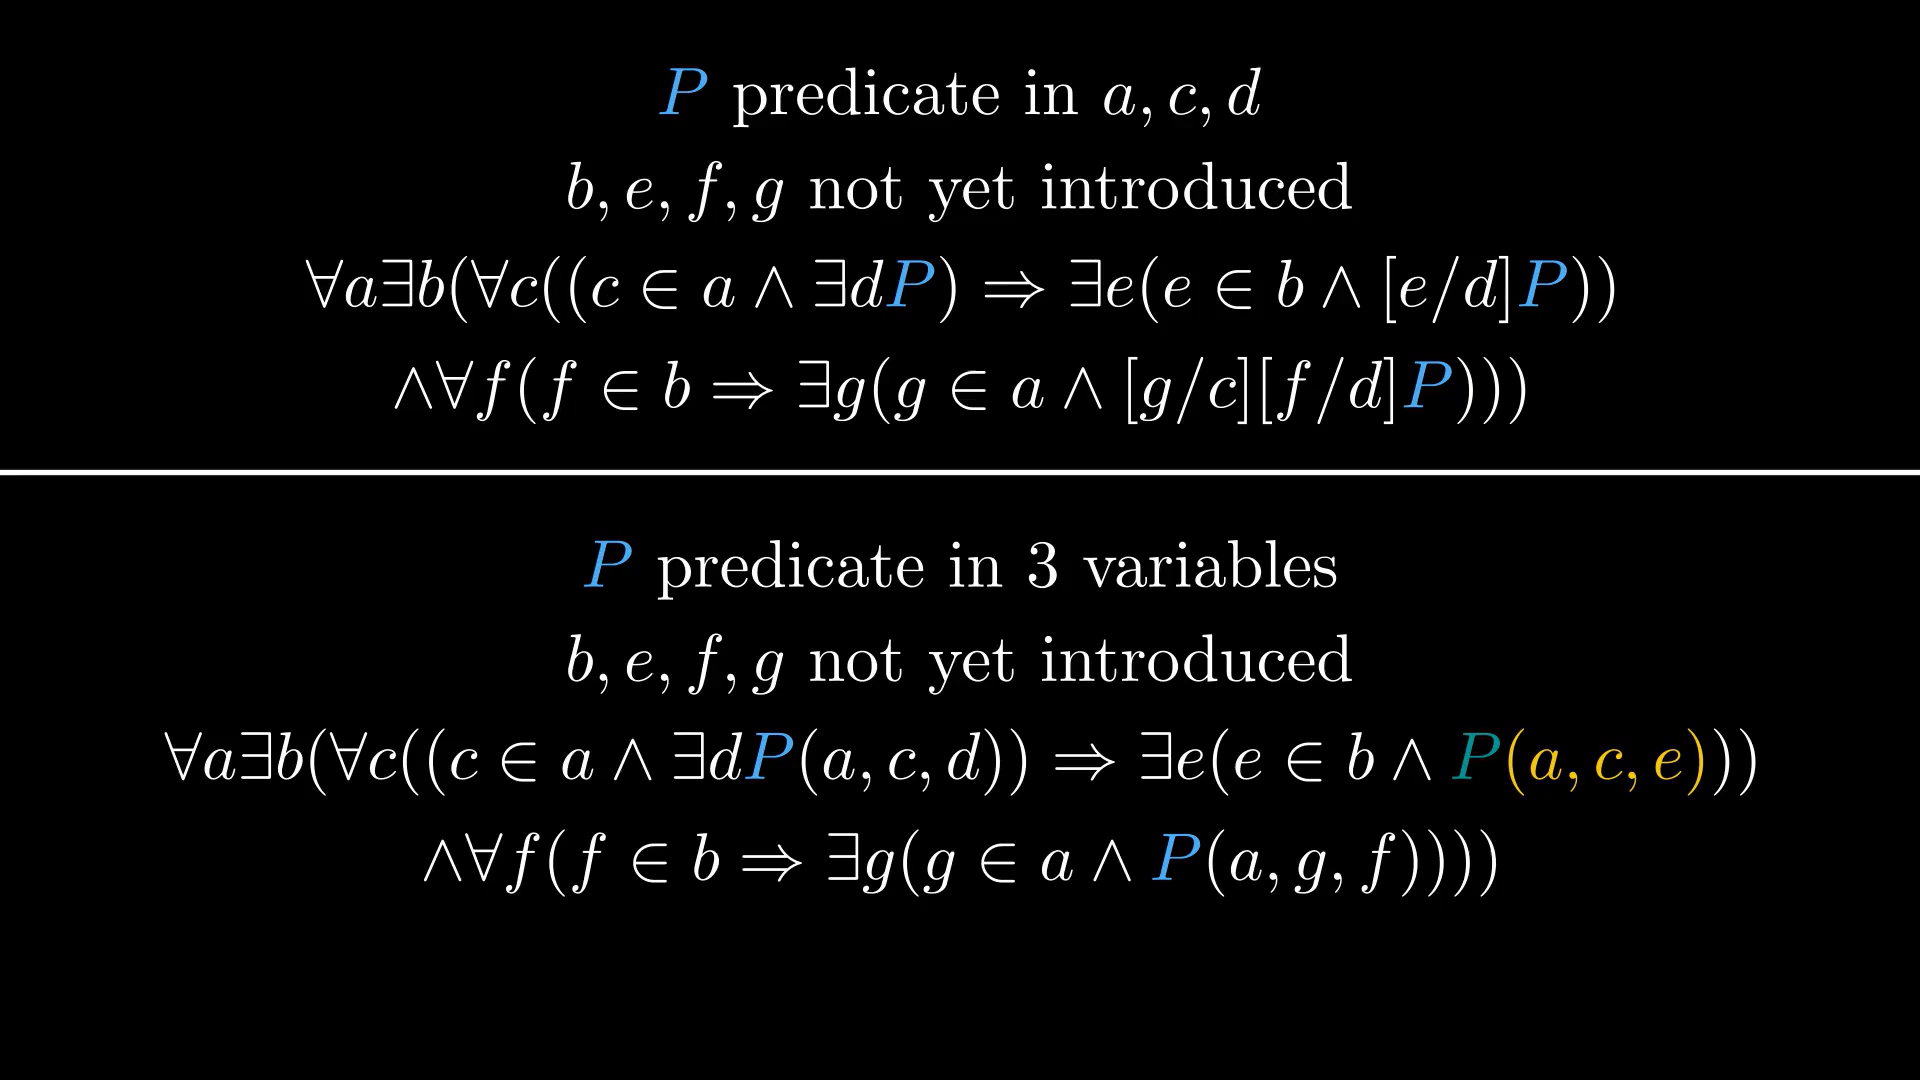 P predicate in a, c, d
b, e, f, g not yet introduced
∀a∃b(∀c((c ∈ a ∧ ∃dP) ⇒ ∃e(e ∈ b ∧ [e/d]P))
∧∀f(f ∈ b ⇒ ∃g(g ∈ a ∧ [g/c][f/d]P)))
P predicate in 3 variables
b, e, f, g not yet introduced
∀a∃b(∀c((c ∈ a ∧ ∃dP(a, c, d)) ⇒ ∃e(e ∈ b ∧ P(a, c, e)))
∧∀f(f ∈ b ⇒ ∃g(g ∈ a ∧ P(a, g, f))))